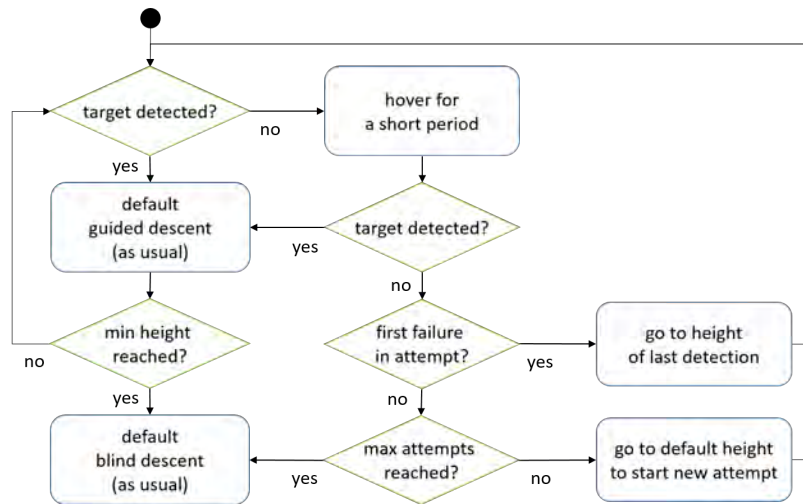 target detected?
no
yes
hover for
a short period
default
guided descent
(as usual)
yes
target detected?
no
min height
reached?
no
yes
first failure
in attempt?
yes
no
go to height
of last detection
default
blind descent
(as usual)
yes
max attempts
reached?
no
go to default height
to start new attempt